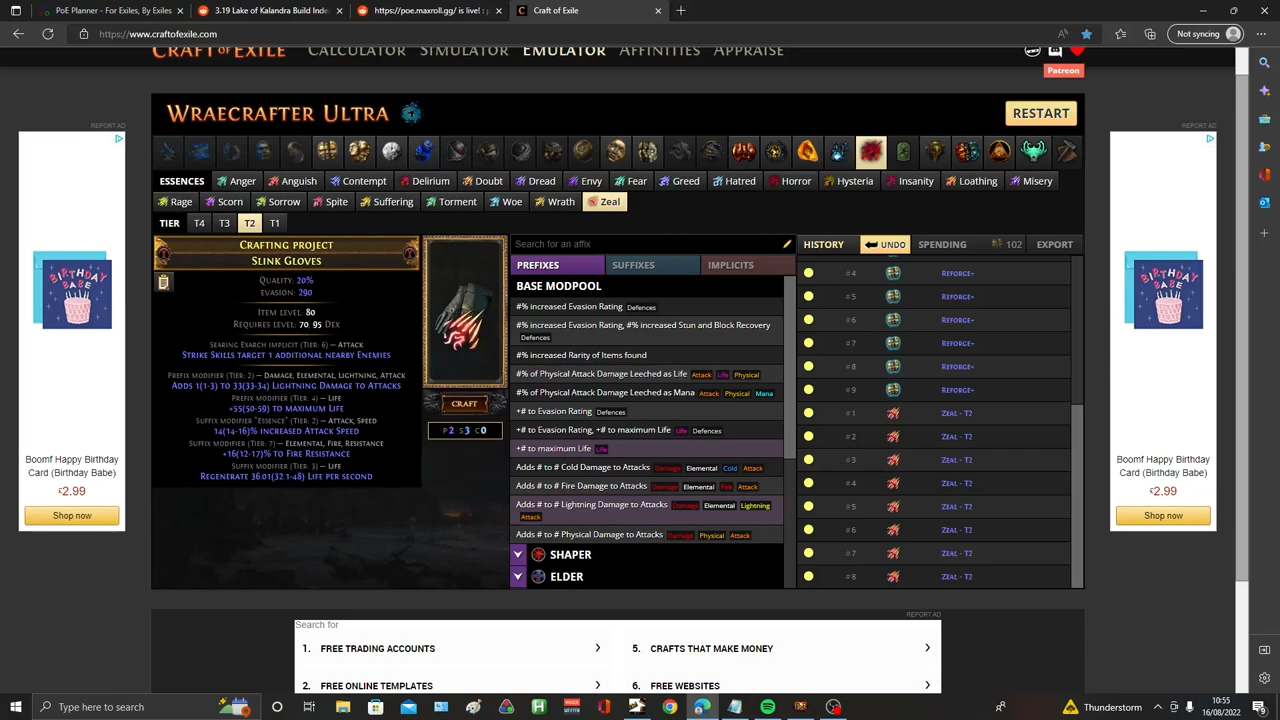 PoE Planner - For Exiles, By Exiles
3.19 Lake of Kalandra Build Inde
https://poe.maxroll.gg/ is live! :
Craft of Exile
https://www.craftofexile.com
Not syncing
CRAFT OF EXILE
CALCULATOR
SIMULATOR
EMULATOR
AFFINITIES
APPRAISE
Patreon
WRAECRAFTER ULTRA
RESTART
ESSENCES
Anger
Anguish
Contempt
Delirium
Doubt
Dread
Envy
Fear
Greed
Hatred
Horror
Hysteria
Insanity
Loathing
Misery
Rage
Scorn
Sorrow
Spite
Suffering
Torment
Woe
Wrath
Zeal
TIER
T4
T3
T2
T1
CRAFTING PROJECT
SLINK GLOVES
QUALITY: 20%
EVASION: 290
ITEM LEVEL: 80
REQUIRES LEVEL: 70, 95 DEX
SEARING EXARCH IMPLICIT (TIER: 6) — ATTACK
STRIKE SKILLS TARGET 1 ADDITIONAL NEARBY ENEMIES
PREFIX MODIFIER (TIER: 2) — DAMAGE, ELEMENTAL, LIGHTNING, ATTACK
ADDS 1(1-3) TO 33(33-34) LIGHTNING DAMAGE TO ATTACKS
PREFIX MODIFIER (TIER: 4) — LIFE
+55(50-59) TO MAXIMUM LIFE
SUFFIX MODIFIER "ESSENCE" (TIER: 2) — ATTACK, SPEED
14(14-16)% INCREASED ATTACK SPEED
SUFFIX MODIFIER (TIER: 7) — ELEMENTAL, FIRE, RESISTANCE
+16(12-17)% TO FIRE RESISTANCE
SUFFIX MODIFIER (TIER: 3) — LIFE
REGENERATE 36.01(32.1-48) LIFE PER SECOND
CRAFT
P2 S3 C0
Search for an affix
PREFIXES
SUFFIXES
IMPLICITS
BASE MODPOOL
#% increased Evasion Rating Defences
#% increased Evasion Rating, #% increased Stun and Block Recovery
Defences
#% increased Rarity of Items found
#% of Physical Attack Damage Leeched as Life Attack Life Physical
#% of Physical Attack Damage Leeched as Mana Attack Physical Mana
+# to Evasion Rating Defences
+# to Evasion Rating, +# to maximum Life Life Defences
+# to maximum Life Life
Adds # to # Cold Damage to Attacks Damage Elemental Cold Attack
Adds # to # Fire Damage to Attacks Damage Elemental Fire Attack
Adds # to # Lightning Damage to Attacks Damage Elemental Lightning
Attack
Adds # to # Physical Damage to Attacks Damage Physical Attack
SHAPER
ELDER
HISTORY
UNDO
SPENDING
102
EXPORT
#4 REFORGE+
#5 REFORGE+
#6 REFORGE+
#7 REFORGE+
#8 REFORGE+
#9 REFORGE+
#1 ZEAL - T2
#2 ZEAL - T2
#3 ZEAL - T2
#4 ZEAL - T2
#5 ZEAL - T2
#6 ZEAL - T2
#7 ZEAL - T2
#8 ZEAL - T2
REPORT AD
BIRTHDAY
BABE
Boomf Happy Birthday
Card (Birthday Babe)
£2.99
Shop now
REPORT AD
BIRTHDAY
BABE
Boomf Happy Birthday
Card (Birthday Babe)
£2.99
Shop now
REPORT AD
Search for
1. FREE TRADING ACCOUNTS
5. CRAFTS THAT MAKE MONEY
2. FREE ONLINE TEMPLATES
6. FREE WEBSITES
Type here to search
Thunderstorm
10:55
16/08/2022